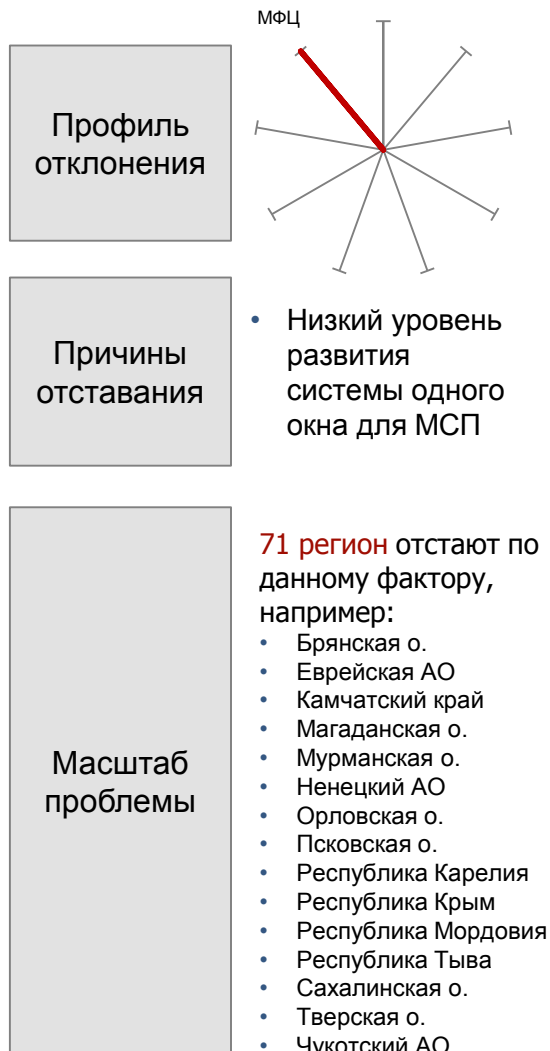 МФЦ
Профиль
отклонения
Причины
отставания
• Низкий уровень
развития
системы одного
окна для МСП
Масштаб
проблемы
71 регион отстают по
данному фактору,
например:
• Брянская о.
• Еврейская АО
• Камчатский край
• Магаданская о.
• Мурманская о.
• Ненецкий АО
• Орловская о.
• Псковская о.
• Республика Карелия
• Республика Крым
• Республика Мордовия
• Республика Тыва
• Сахалинская о.
• Тверская о.
• Чукотский АО